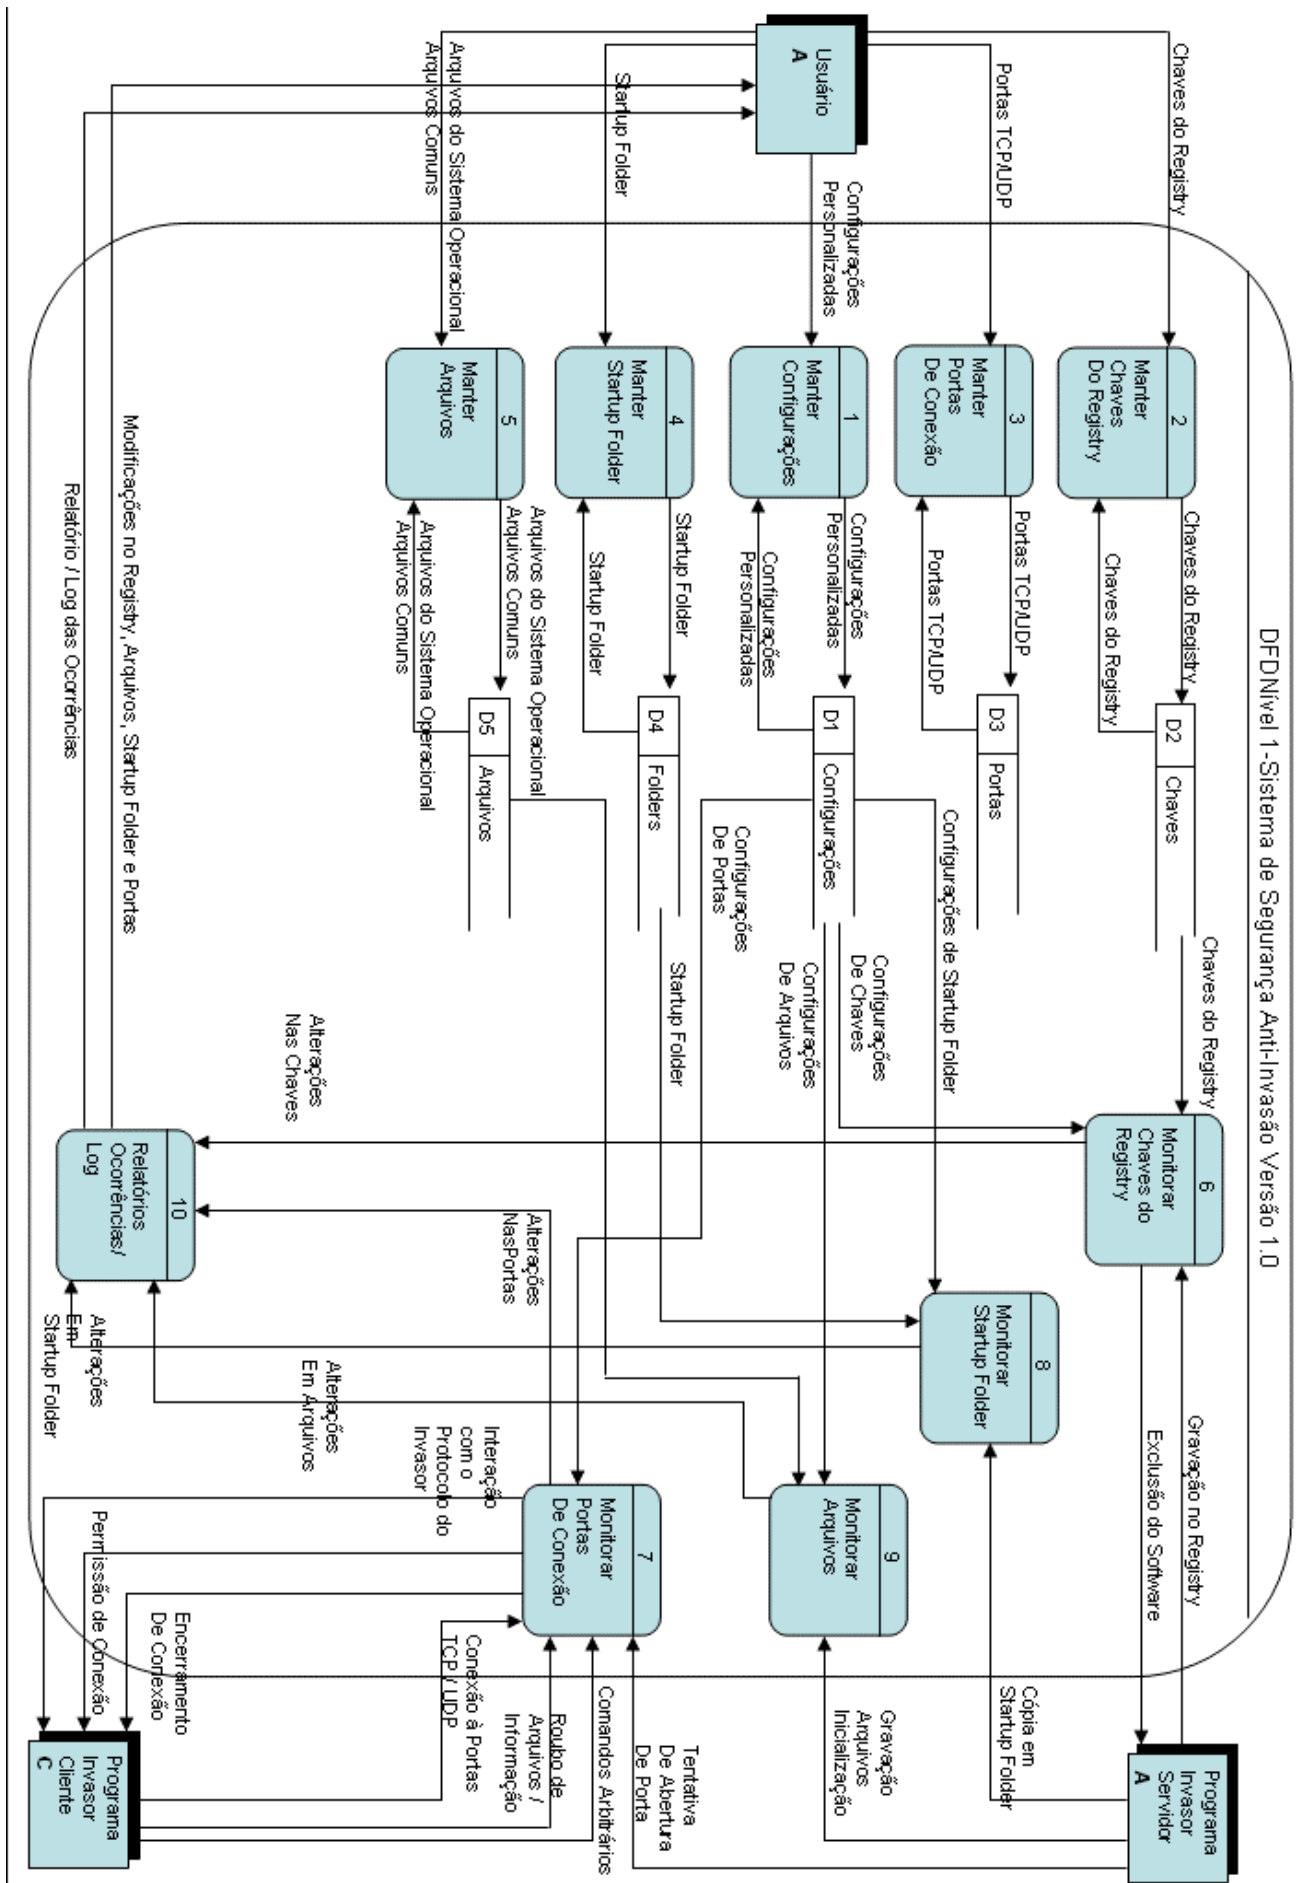 DFDNível 1-Sistema de Segurança Anti-Invasão Versão 1.0
Usuário
A
Chaves do Registry
Portas TCP/UDP
Configurações
Personalizadas
Startup Folder
Arquivos do Sistema Operacional
Arquivos Comuns
2
Manter
Chaves
Do Registry
3
Manter
Portas
De Conexão
1
Manter
Configurações
4
Manter
Startup Folder
5
Manter
Arquivos
Chaves do Registry
Chaves do Registry
Portas TCP/UDP
Portas TCP/UDP
Configurações
Personalizadas
Configurações
Personalizadas
Startup Folder
Startup Folder
Arquivos do Sistema Operacional
Arquivos Comuns
Arquivos do Sistema Operacional
Arquivos Comuns
D2
Chaves
D3
Portas
D1
Configurações
D4
Folders
D5
Arquivos
Chaves do Registry
Configurações de Startup Folder
Configurações
De Chaves
Configurações
De Arquivos
Configurações
De Portas
Startup Folder
Modificações no Registry, Arquivos, Startup Folder e Portas
Relatório / Log das Ocorrências
6
Monitorar
Chaves do
Registry
8
Monitorar
Startup Folder
9
Monitorar
Arquivos
7
Monitorar
Portas
De Conexão
10
Relatórios
Ocorrências/
Log
Alterações
Nas Chaves
Alterações
NasPortas
Alterações
Em Arquivos
Alterações
Em
Startup Folder
Gravação no Registry
Exclusão do Software
Cópia em
Startup Folder
Gravação
Arquivos
Inicialização
Tentativa
De Abertura
De Porta
Comandos Arbitrários
Roubo de
Arquivos /
Informação
Conexão à Portas
TCP / UDP
Interação
com o
Protocolo do
Invasor
Encerramento
De Conexão
Permissão de Conexão
Programa
Invasor
Servidor
A
Programa
Invasor
Cliente
C